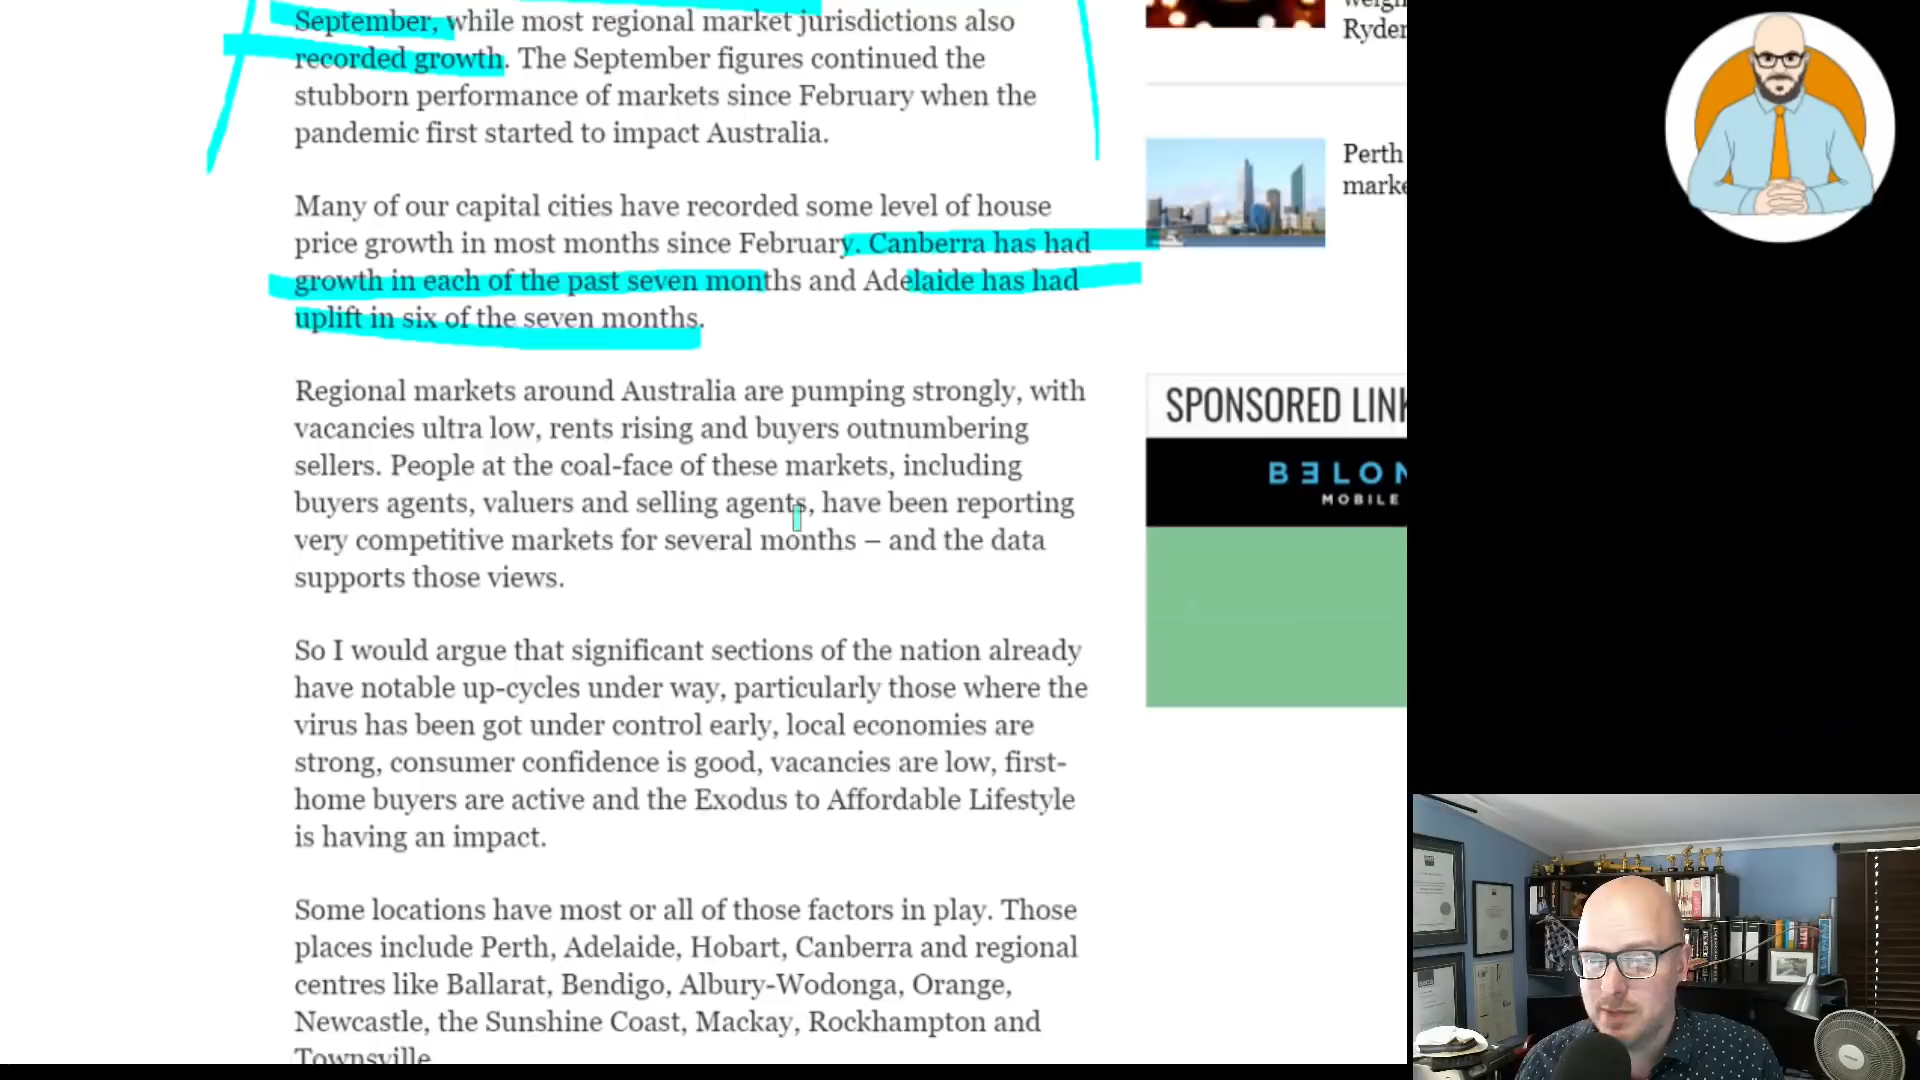 September, while most regional market jurisdictions also
recorded growth. The September figures continued the
stubborn performance of markets since February when the
pandemic first started to impact Australia.
Many of our capital cities have recorded some level of house
price growth in most months since February. Canberra has had
growth in each of the past seven months and Adelaide has had
uplift in six of the seven months.
Regional markets around Australia are pumping strongly, with
vacancies ultra low, rents rising and buyers outnumbering
sellers. People at the coal-face of these markets, including
buyers agents, valuers and selling agents, have been reporting
very competitive markets for several months – and the data
supports those views.
So I would argue that significant sections of the nation already
have notable up-cycles under way, particularly those where the
virus has been got under control early, local economies are
strong, consumer confidence is good, vacancies are low, first-
home buyers are active and the Exodus to Affordable Lifestyle
is having an impact.
Some locations have most or all of those factors in play. Those
places include Perth, Adelaide, Hobart, Canberra and regional
centres like Ballarat, Bendigo, Albury-Wodonga, Orange,
Newcastle, the Sunshine Coast, Mackay, Rockhampton and
Townsville
Ryder
Perth
marke
SPONSORED LINK
BELON
MOBILE